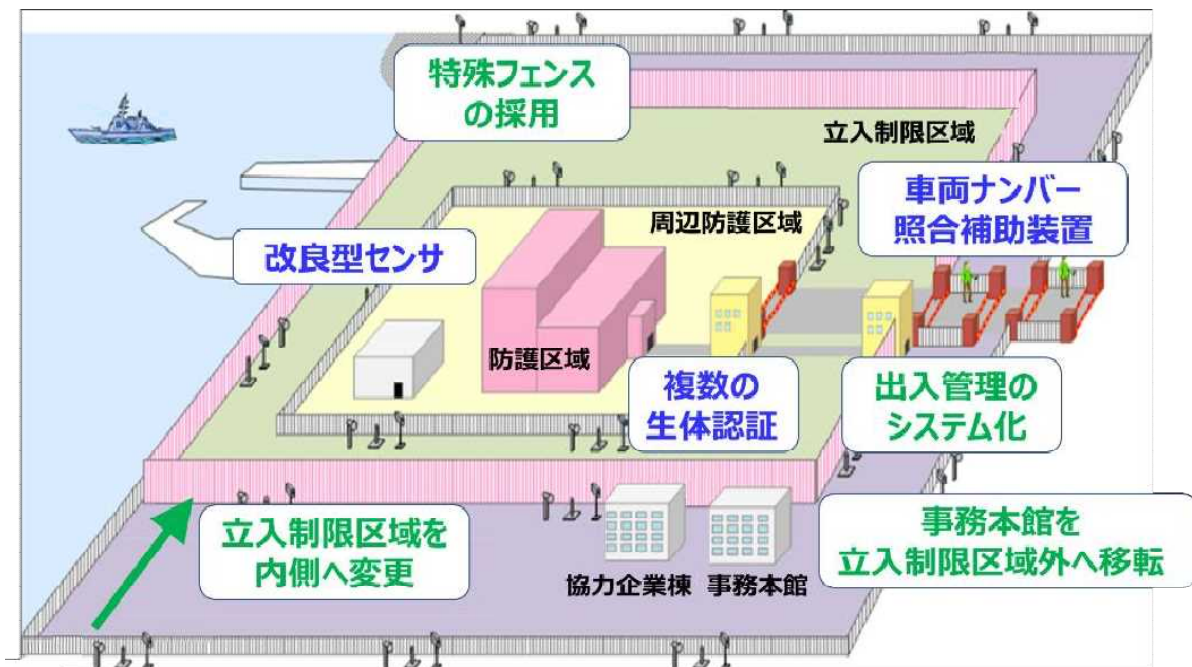 特殊フェンス
の採用
立入制限区域
車両ナンバー
照合補助装置
周辺防護区域
改良型センサ
防護区域
複数の
生体認証
出入管理の
システム化
立入制限区域を
内側へ変更
事務本館を
立入制限区域外へ移転
協力企業棟
事務本館